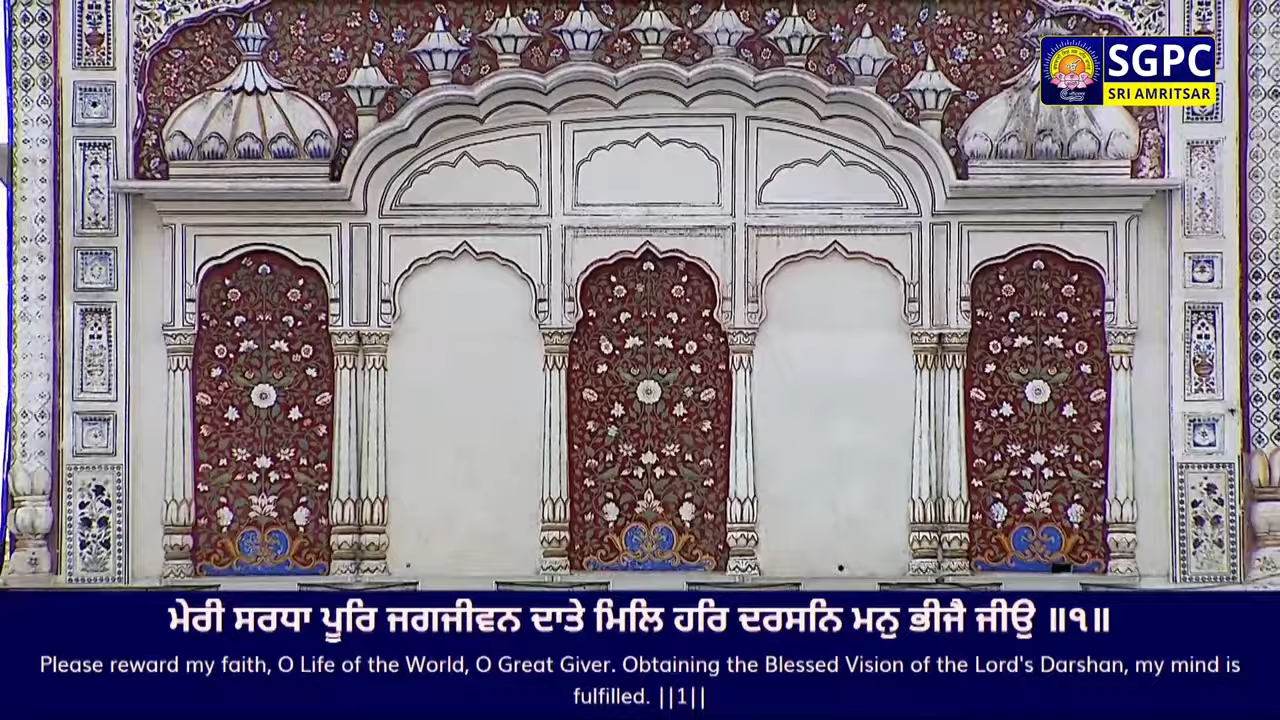 SGPC
SRI AMRITSAR
ਮੇਰੀ ਸਰਧਾ ਪੂਰਿ ਜਗਜੀਵਨ ਦਾਤੇ ਮਿਲਿ ਹਰਿ ਦਰਸਨਿ ਮਨੁ ਭੀਜੈ ਜੀਉ ॥੧॥
Please reward my faith, O Life of the World, O Great Giver. Obtaining the Blessed Vision of the Lord's Darshan, my mind is
fulfilled. ||1||